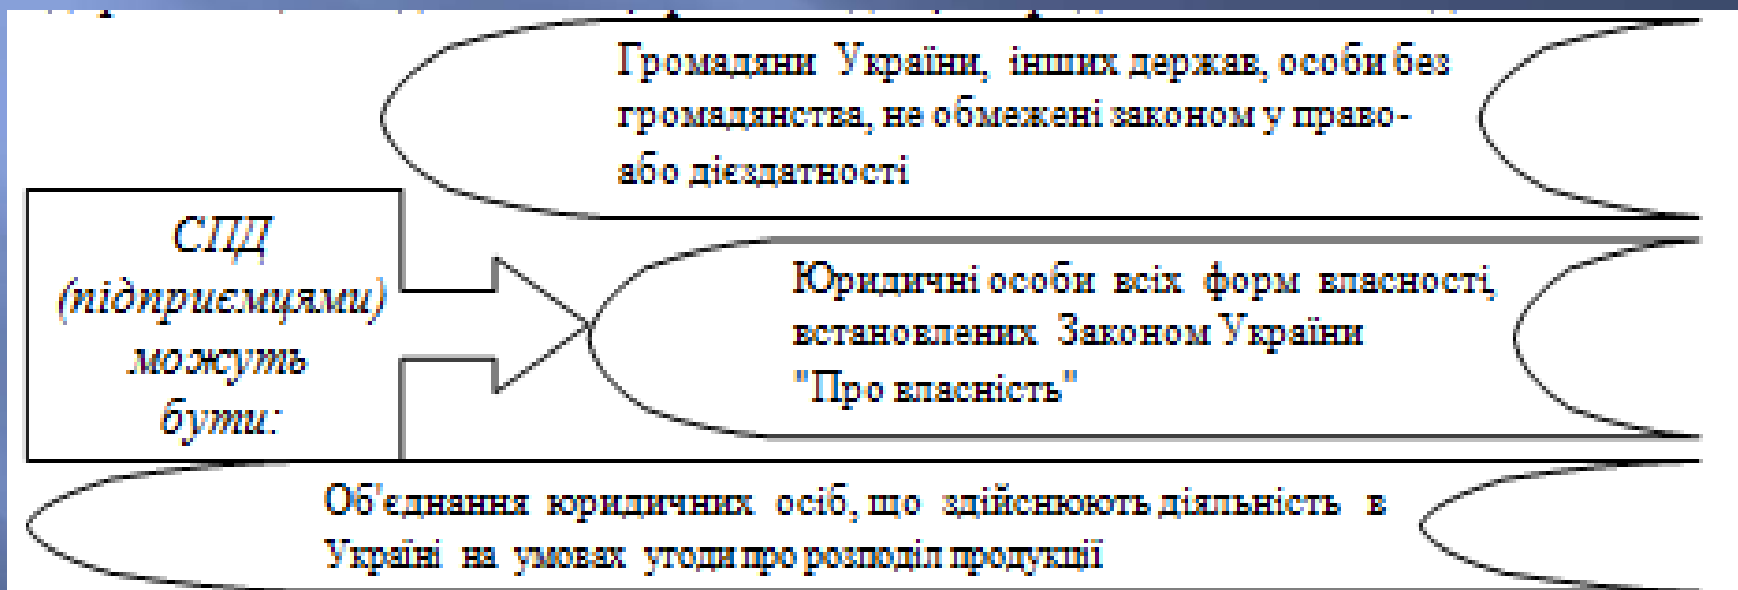 Громадяни України, інших держав, особи без
громадянства, не обмежені законом у право-
або дієздатності
СПД
(підприємцями)
можуть
бути:
Юридичні особи всіх форм власності,
встановлених Законом України
"Про власність"
Об'єднання юридичних осіб, що здійснюють діяльність в
Україні на умовах угоди про розподіл продукції